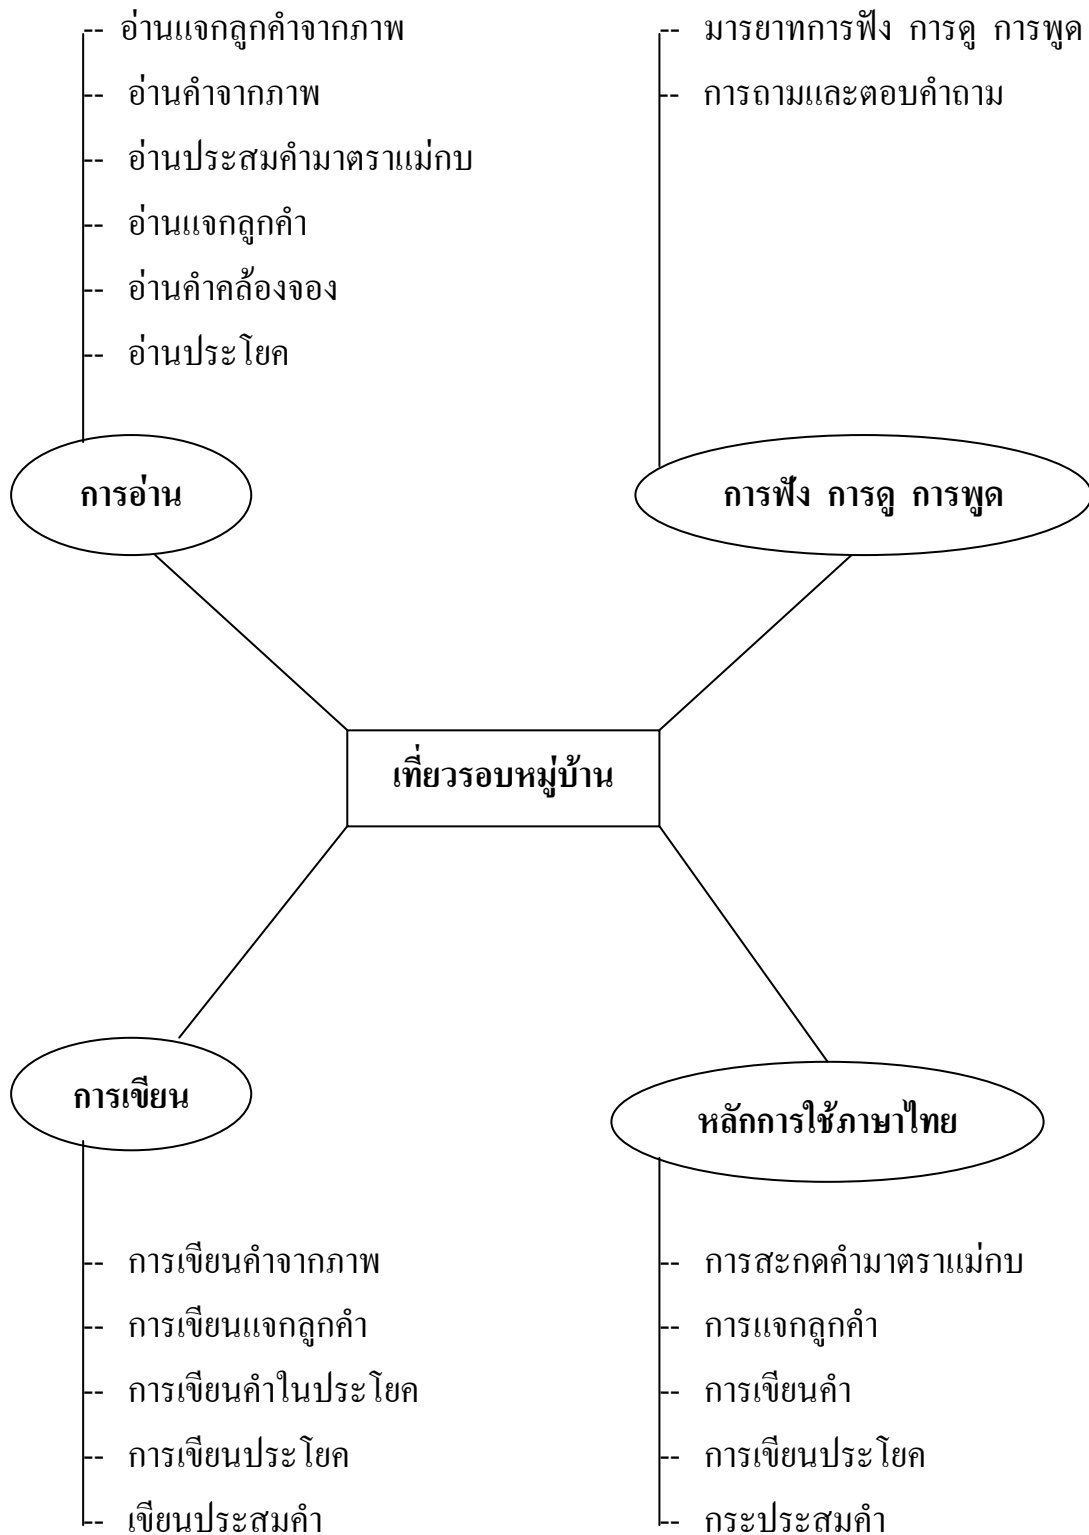 -- อ่านแจกลูกคำจากภาพ
-- อ่านคำจากภาพ
-- อ่านประสมคำมาตราแม่กบ
-- อ่านแจกลูกคำ
-- อ่านคำคล้องจอง
-- อ่านประโยค
การอ่าน
-- มารยาทการฟัง การดู การพูด
-- การถามและตอบคำถาม
การฟัง การดู การพูด
เที่ยวรอบหมู่บ้าน
การเขียน
-- การเขียนคำจากภาพ
-- การเขียนแจกลูกคำ
-- การเขียนคำในประโยค
-- การเขียนประโยค
-- เขียนประสมคำ
หลักการใช้ภาษาไทย
-- การสะกดคำมาตราแม่กบ
-- การแจกลูกคำ
-- การเขียนคำ
-- การเขียนประโยค
-- กระประสมคำ